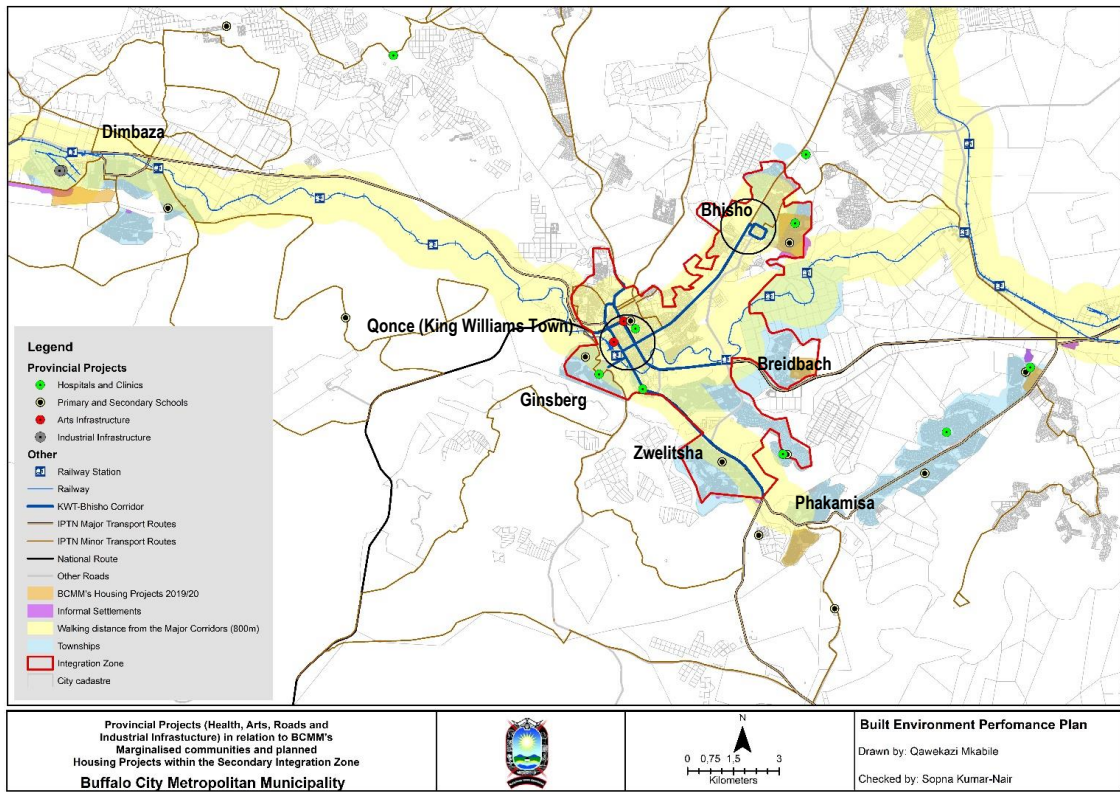 Dimbaza
Bhisho
Qonce (King Williams Town)
Breidbach
Ginsberg
Zwelitsha
Phakamisa
Legend
Provincial Projects
Hospitals and Clinics
Primary and Secondary Schools
Arts Infrastructure
Industrial Infrastructure
Other
Railway Station
Railway
KWT-Bhisho Corridor
IPTN Major Transport Routes
IPTN Minor Transport Routes
National Route
Other Roads
BCMM's Housing Projects 2019/20
Informal Settlements
Walking distance from the Major Corridors (800m)
Townships
Integration Zone
City cadastre
Provincial Projects (Health, Arts, Roads and
Industrial Infrastucture) in relation to BCMM's
Marginalised communities and planned
Housing Projects within the Secondary Integration Zone
Buffalo City Metropolitan Municipality
N
0 0,75 1,5 3
Kilometers
Built Environment Perfomance Plan
Drawn by: Qawekazi Mkabile
Checked by: Sopna Kumar-Nair